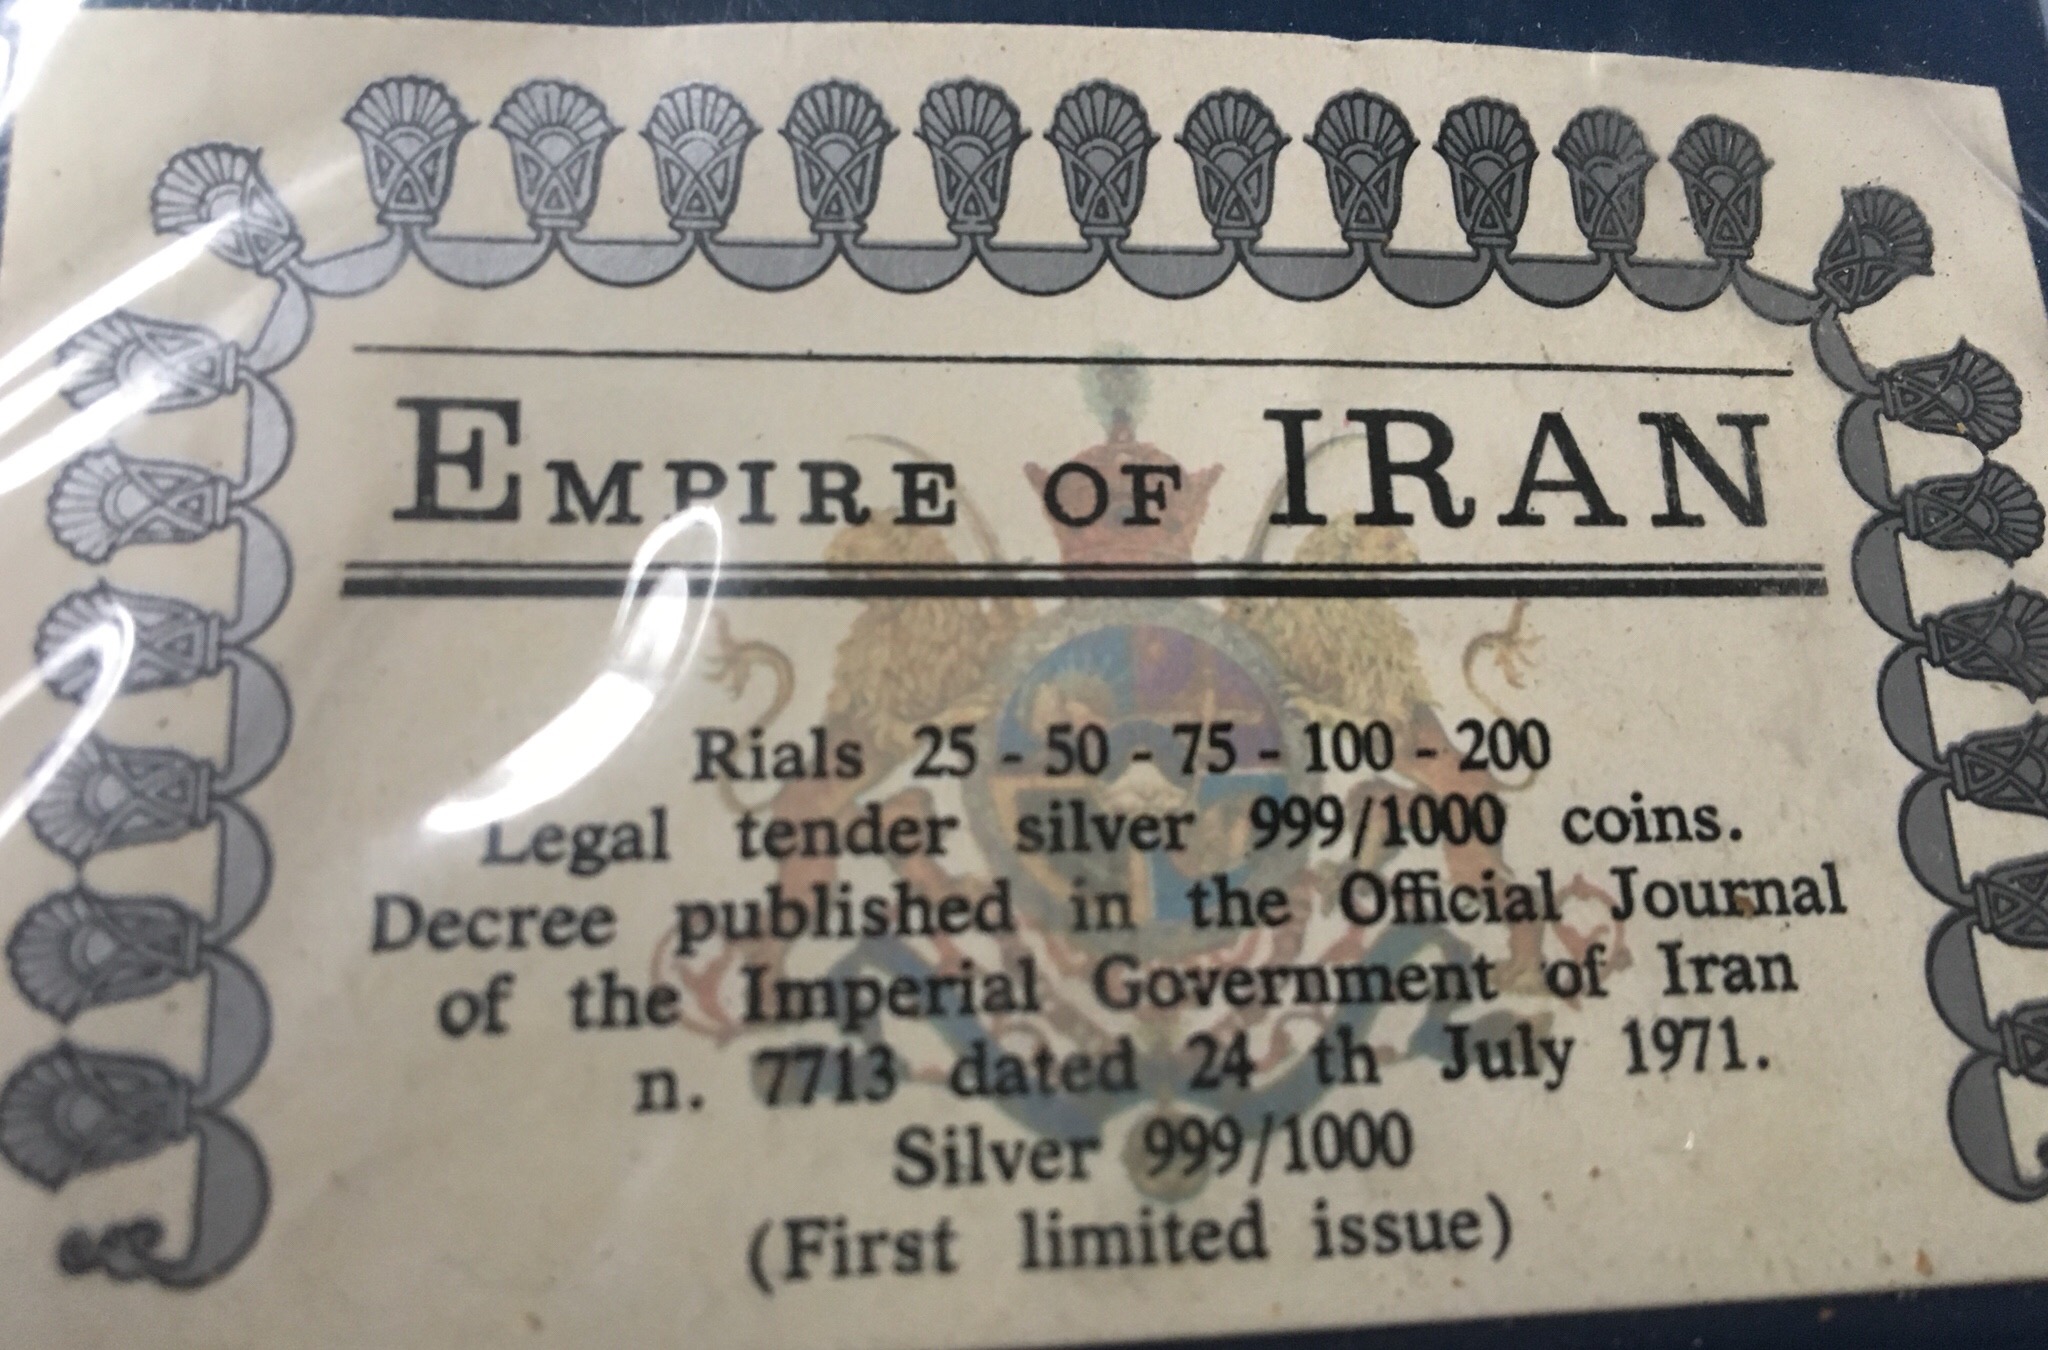 EMPIRE OF IRAN
Rials 25 - 50 - 75 - 100 - 200
Legal tender silver 999/1000 coins.
Decree published in the Official Journal
of the Imperial Government of Iran
n. 7713 dated 24 th July 1971.
Silver 999/1000
(First limited issue)